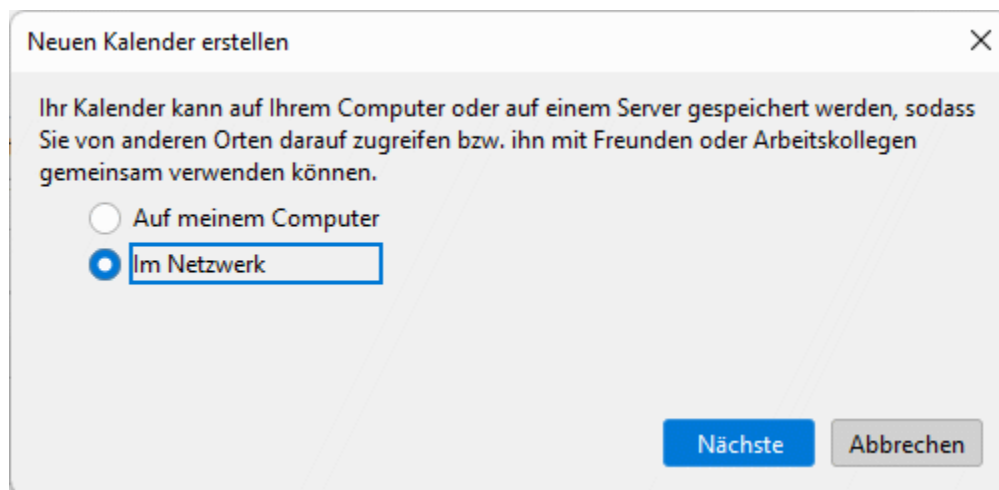 Neuen Kalender erstellen
Ihr Kalender kann auf Ihrem Computer oder auf einem Server gespeichert werden, sodass
Sie von anderen Orten darauf zugreifen bzw. ihn mit Freunden oder Arbeitskollegen
gemeinsam verwenden können.
Auf meinem Computer
Im Netzwerk
Nächste
Abbrechen